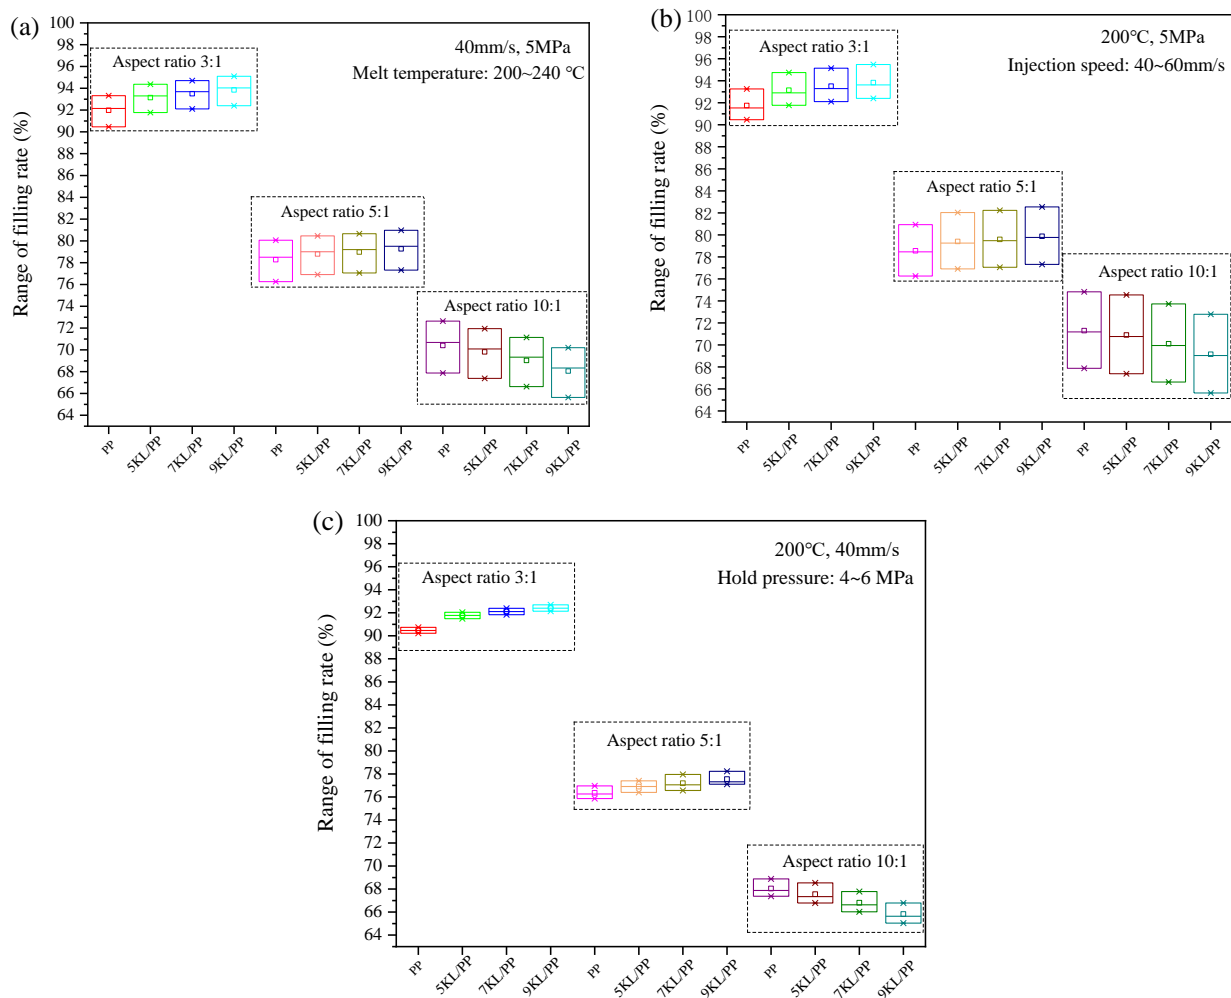 (a)
Range of filling rate (%)
100
98
96
94
92
90
88
86
84
82
80
78
76
74
72
70
68
66
64
40mm/s, 5MPa
Melt temperature: 200~240 ℃
Aspect ratio 3:1
Aspect ratio 5:1
Aspect ratio 10:1
PP
5KL/PP
7KL/PP
9KL/PP
PP
5KL/PP
7KL/PP
9KL/PP
PP
5KL/PP
7KL/PP
9KL/PP
(b)
Range of filling rate (%)
100
98
96
94
92
90
88
86
84
82
80
78
76
74
72
70
68
66
64
200℃, 5MPa
Injection speed: 40~60mm/s
Aspect ratio 3:1
Aspect ratio 5:1
Aspect ratio 10:1
PP
5KL/PP
7KL/PP
9KL/PP
PP
5KL/PP
7KL/PP
9KL/PP
PP
5KL/PP
7KL/PP
9KL/PP
(c)
Range of filling rate (%)
100
98
96
94
92
90
88
86
84
82
80
78
76
74
72
70
68
66
64
200℃, 40mm/s
Hold pressure: 4~6 MPa
Aspect ratio 3:1
Aspect ratio 5:1
Aspect ratio 10:1
PP
5KL/PP
7KL/PP
9KL/PP
PP
5KL/PP
7KL/PP
9KL/PP
PP
5KL/PP
7KL/PP
9KL/PP